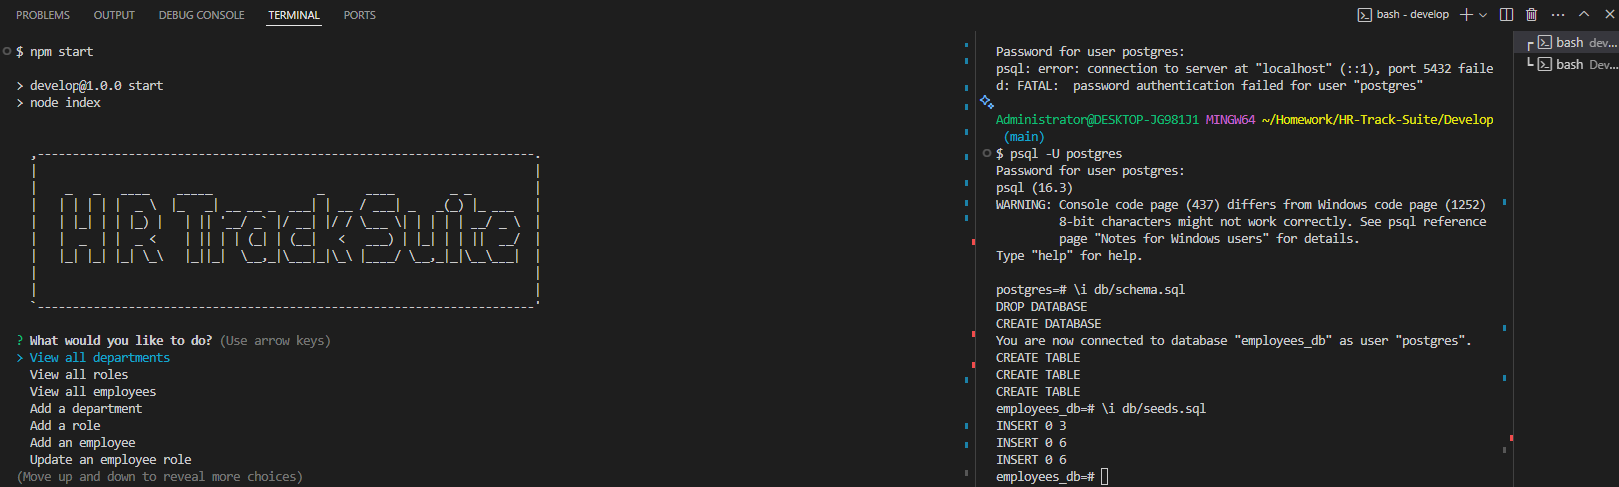 PROBLEMS OUTPUT DEBUG CONSOLE TERMINAL PORTS
bash - develop
$ npm start
> develop@1.0.0 start
> node index
HR Track Suite
? What would you like to do? (Use arrow keys)
> View all departments
View all roles
View all employees
Add a department
Add a role
Add an employee
Update an employee role
(Move up and down to reveal more choices)
Password for user postgres:
psql: error: connection to server at "localhost" (::1), port 5432 faile
d: FATAL:  password authentication failed for user "postgres"
Administrator@DESKTOP-JG981J1 MINGW64 ~/Homework/HR-Track-Suite/Develop
(main)
$ psql -U postgres
Password for user postgres:
psql (16.3)
WARNING: Console code page (437) differs from Windows code page (1252)
8-bit characters might not work correctly. See psql reference
page "Notes for Windows users" for details.
Type "help" for help.
postgres=# \i db/schema.sql
DROP DATABASE
CREATE DATABASE
You are now connected to database "employees_db" as user "postgres".
CREATE TABLE
CREATE TABLE
CREATE TABLE
employees_db=# \i db/seeds.sql
INSERT 0 3
INSERT 0 6
INSERT 0 6
employees_db=#
bash dev...
bash Dev...